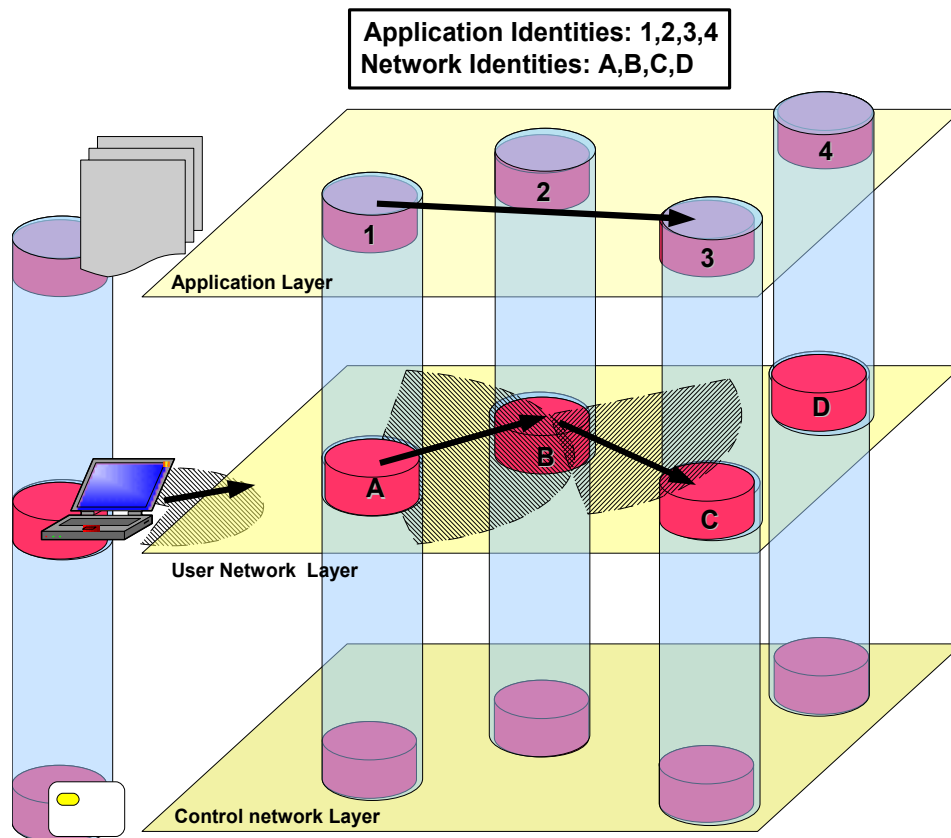 Application Identities: 1,2,3,4
Network Identities: A,B,C,D
4
2
1
3
Application Layer
D
B
A
C
User Network Layer
Control network Layer